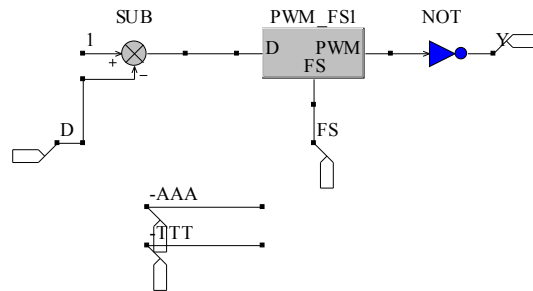 SUB PWM_FS1 NOT
1 D PWM Y
+ −
FS
D FS
-AAA
-TTT